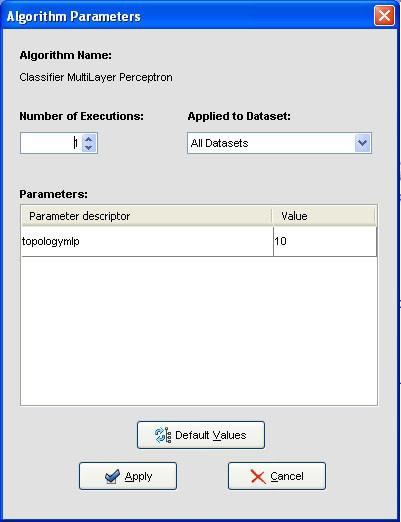 Algorithm Parameters
Algorithm Name:
Classifier MultiLayer Perceptron
Number of Executions: Applied to Dataset:
1 All Datasets
Parameters:
Parameter descriptor Value
topologymlp 10
Default Values
Apply Cancel